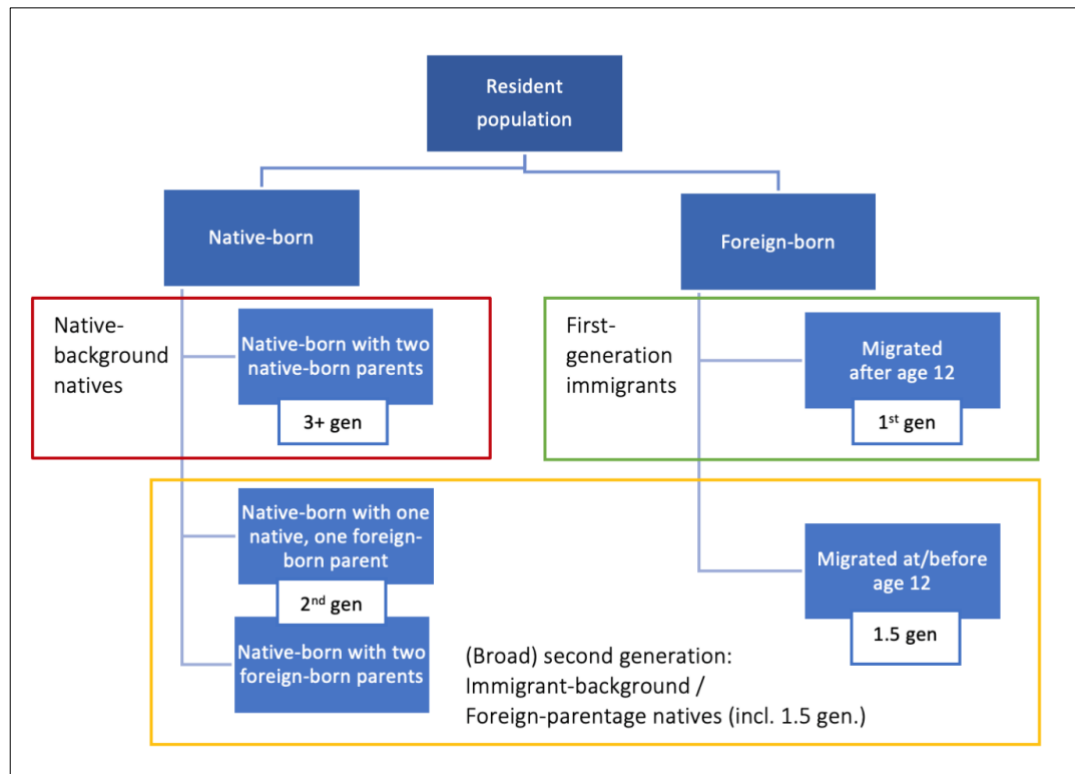 Resident
population
Native-born
Foreign-born
Native-
background
natives
Native-born with two
native-born parents
3+ gen
First-
generation
immigrants
Migrated
after age 12
1st gen
Native-born with one
native, one foreign-
born parent
2nd gen
Native-born with two
foreign-born parents
Migrated at/before
age 12
1.5 gen
(Broad) second generation:
Immigrant-background /
Foreign-parentage natives (incl. 1.5 gen.)